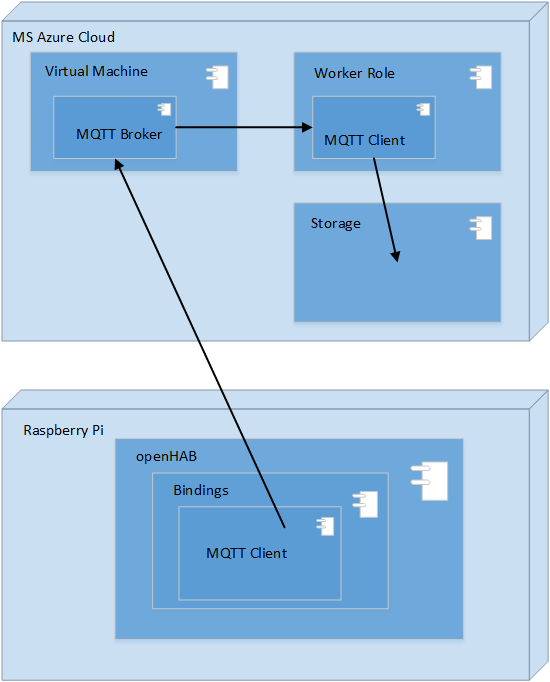 MS Azure Cloud
Virtual Machine
MQTT Broker
Worker Role
MQTT Client
Storage
Raspberry Pi
openHAB
Bindings
MQTT Client